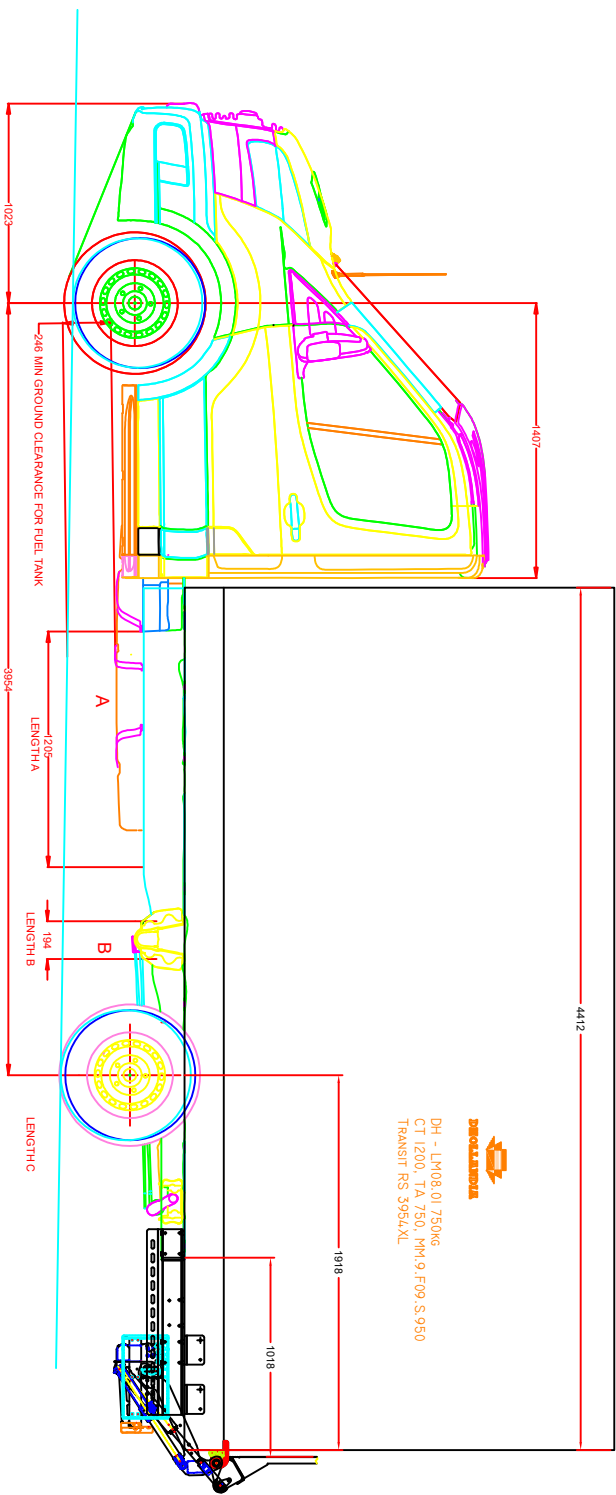 1023
1407
246 MIN GROUND CLEARANCE FOR FUEL TANK
3954
A
1205
LENGTH A
194
LENGTH B
B
LENGTH C
4412
1918
1018
DHOLLANDIA
DH - LM08.01 750KG
CT 1200, TA 750, MM.9.F09.S.950
TRANSIT RS 3954XL